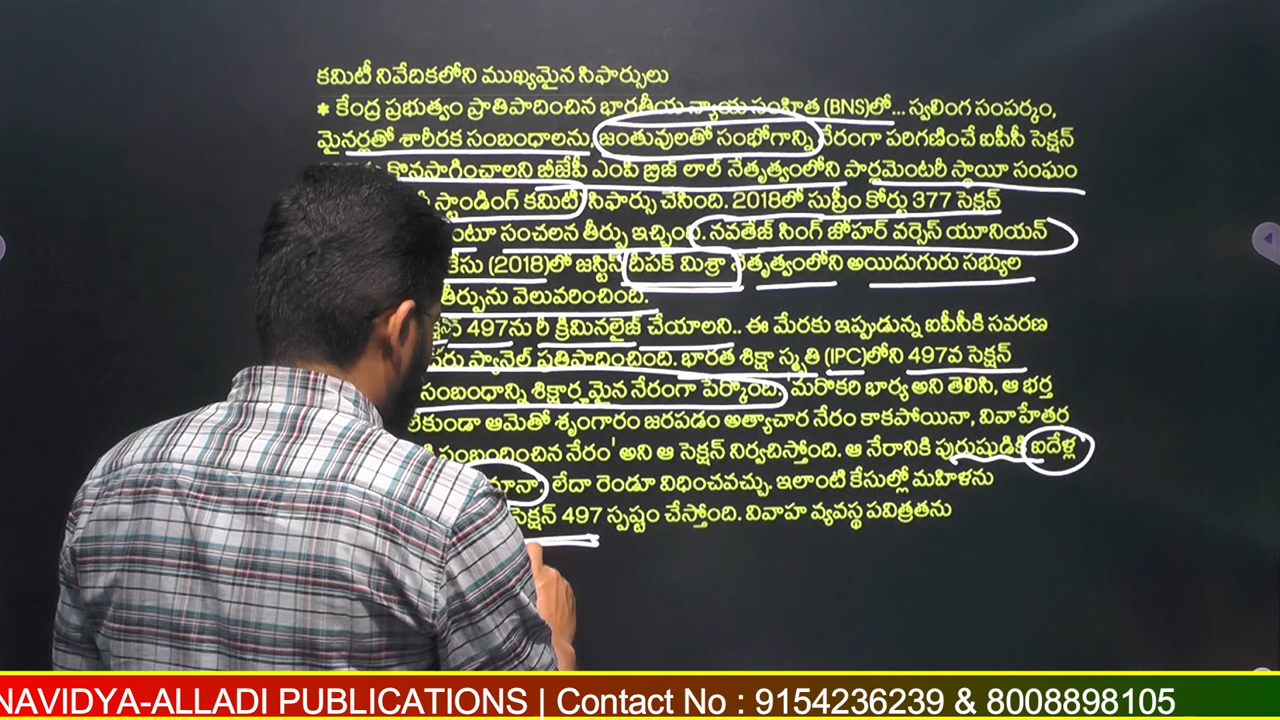 కమిటీ నివేదికలోని ముఖ్యమైన సిఫార్సులు
* కేంద్ర ప్రభుత్వం ప్రాతిపాదించిన భారతీయ న్యాయ సంహిత (BNS)లో... స్వలింగ సంపర్కం,
మైనర్లతో శారీరక సంబంధాలను, జంతువులతో సంభోగాన్ని నేరంగా పరిగణించే ఐపీసీ సెక్షన్
కొనసాగించాలని బీజేపీ ఎంపీ బ్రిజ్ లాల్ నేతృత్వంలోని పార్లమెంటరీ స్థాయీ సంఘం
స్టాండింగ్ కమిటీ సిఫార్సు చేసింది. 2018లో సుప్రీం కోర్టు 377 సెక్షన్
సంచలన తీర్పు ఇచ్చింది. నవతేజ్ సింగ్ జోహర్ వర్సెస్ యూనియన్
కేసు (2018)లో జస్టిస్ దీపక్ మిశ్రా నేతృత్వంలోని అయిదుగురు సభ్యుల
తీర్పును వెలువరించింది.
497ను రీ క్రిమినలైజ్ చేయాలని.. ఈ మేరకు ఇప్పుడున్న ఐపీసీకి సవరణ
ప్యానెల్ ప్రతిపాదించింది. భారత శిక్షా స్మృతి (IPC)లోని 497వ సెక్షన్
సంబంధాన్ని శిక్షార్హమైన నేరంగా పేర్కొంది. 'మరొకరి భార్య అని తెలిసి, ఆ భర్త
ఆమెతో శృంగారం జరపడం అత్యాచార నేరం కాకపోయినా, వివాహేతర
సంబంధించిన నేరం' అని ఆ సెక్షన్ నిర్వచిస్తోంది. ఆ నేరానికి పురుషుడికి ఐదేళ్ల
లేదా రెండూ విధించవచ్చు. ఇలాంటి కేసుల్లో మహిళను
సెక్షన్ 497 స్పష్టం చేస్తోంది. వివాహ వ్యవస్థ పవిత్రతను
NAVIDYA-ALLADI PUBLICATIONS | Contact No : 9154236239 & 8008898105